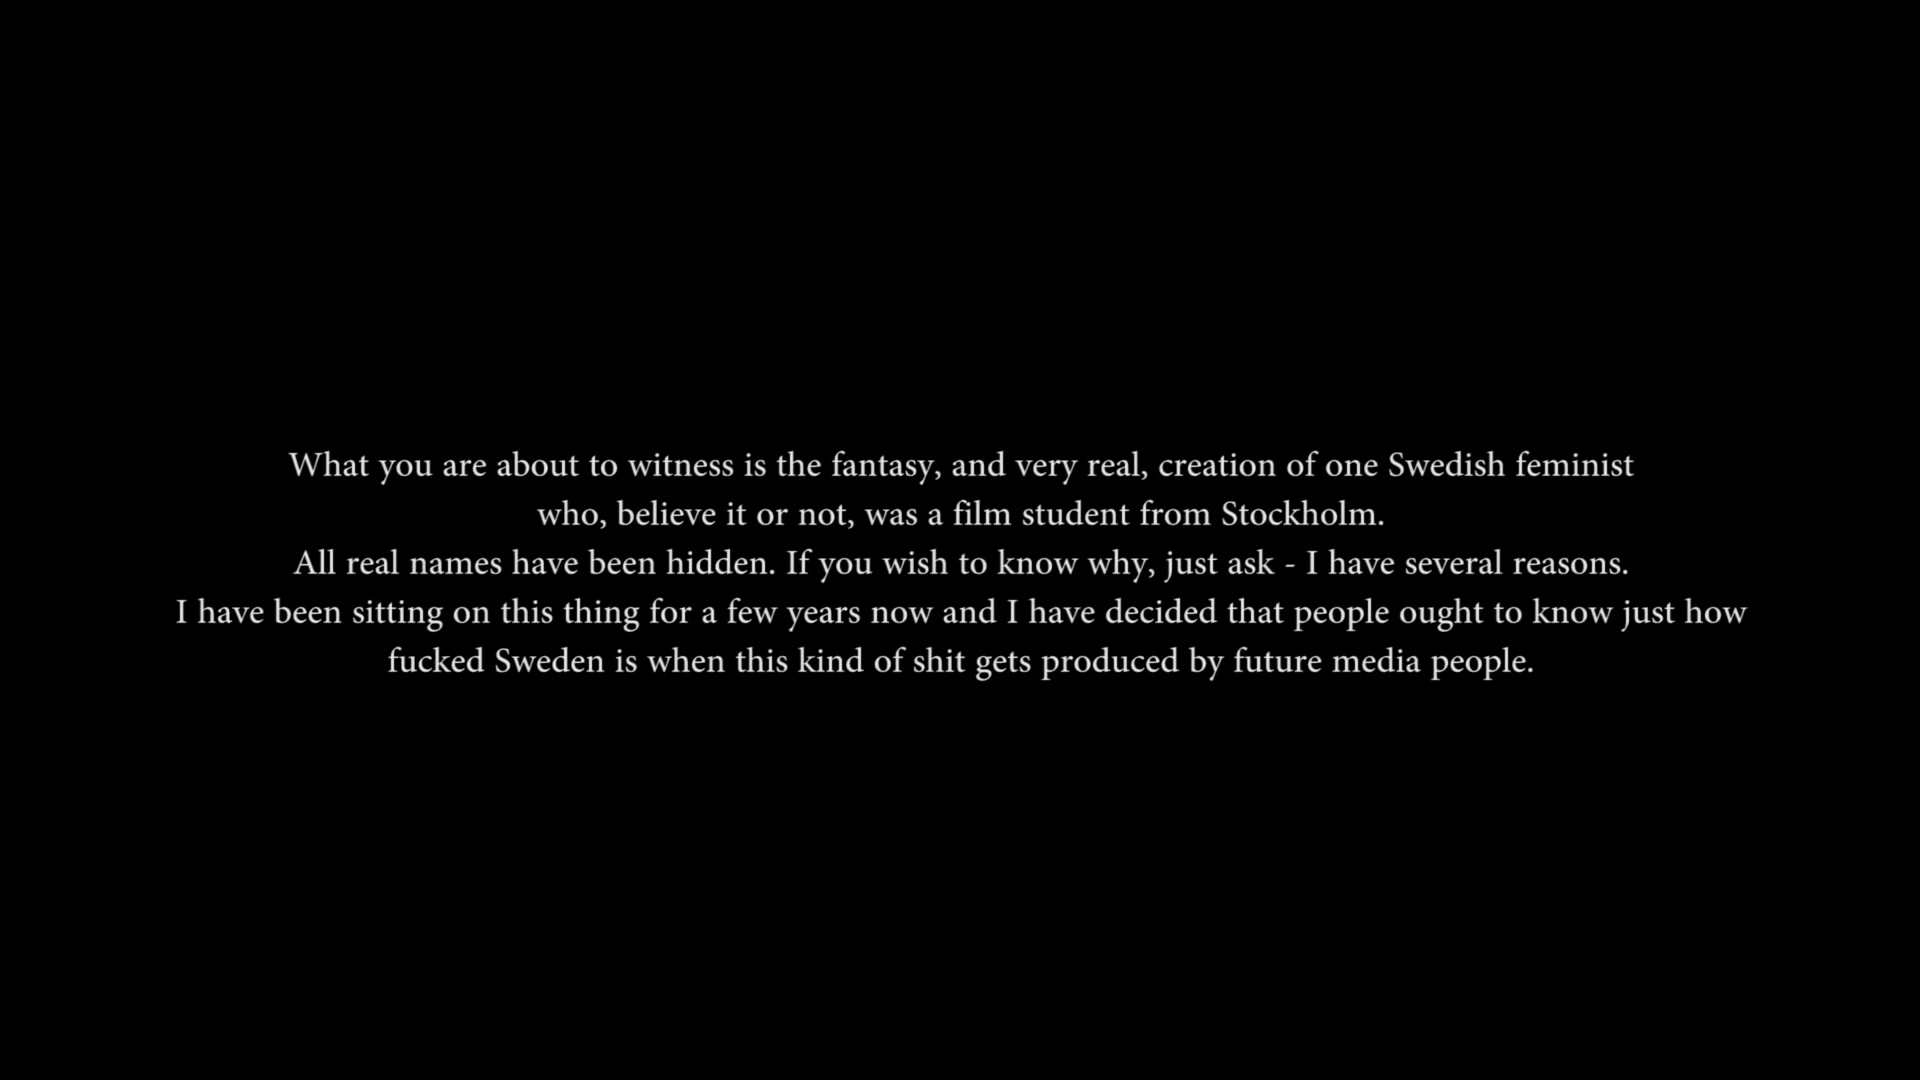 What you are about to witness is the fantasy, and very real, creation of one Swedish feminist
who, believe it or not, was a film student from Stockholm.
All real names have been hidden. If you wish to know why, just ask - I have several reasons.
I have been sitting on this thing for a few years now and I have decided that people ought to know just how
fucked Sweden is when this kind of shit gets produced by future media people.